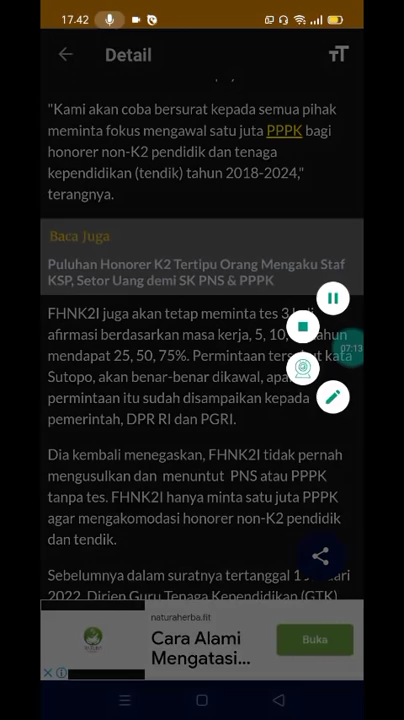 17.42
Detail
"Kami akan coba bersurat kepada semua pihak
meminta fokus mengawal satu juta PPPK bagi
honorer non-K2 pendidik dan tenaga
kependidikan (tendik) tahun 2018-2024,"
terangnya.
Baca Juga
Puluhan Honorer K2 Tertipu Orang Mengaku Staf
KSP, Setor Uang demi SK PNS & PPPK
FHNK2I juga akan tetap meminta tes 3
afirmasi berdasarkan masa kerja, 5, 10,
mendapat 25, 50, 75%. Permintaan kata
07:13
Sutopo, akan benar-benar dikawal,
permintaan itu sudah disampaikan kepada
pemerintah, DPR RI dan PGRI.
Dia kembali menegaskan, FHNK2I tidak pernah
mengusulkan dan menuntut PNS atau PPPK
tanpa tes. FHNK2I hanya minta satu juta PPPK
agar mengakomodasi honorer non-K2 pendidik
dan tendik.
Sebelumnya dalam suratnya tertanggal
2022, Dirjen Guru Tenaga Kependidikan (GTK)
naturaherba.fit
Cara Alami
Mengatasi...
Buka